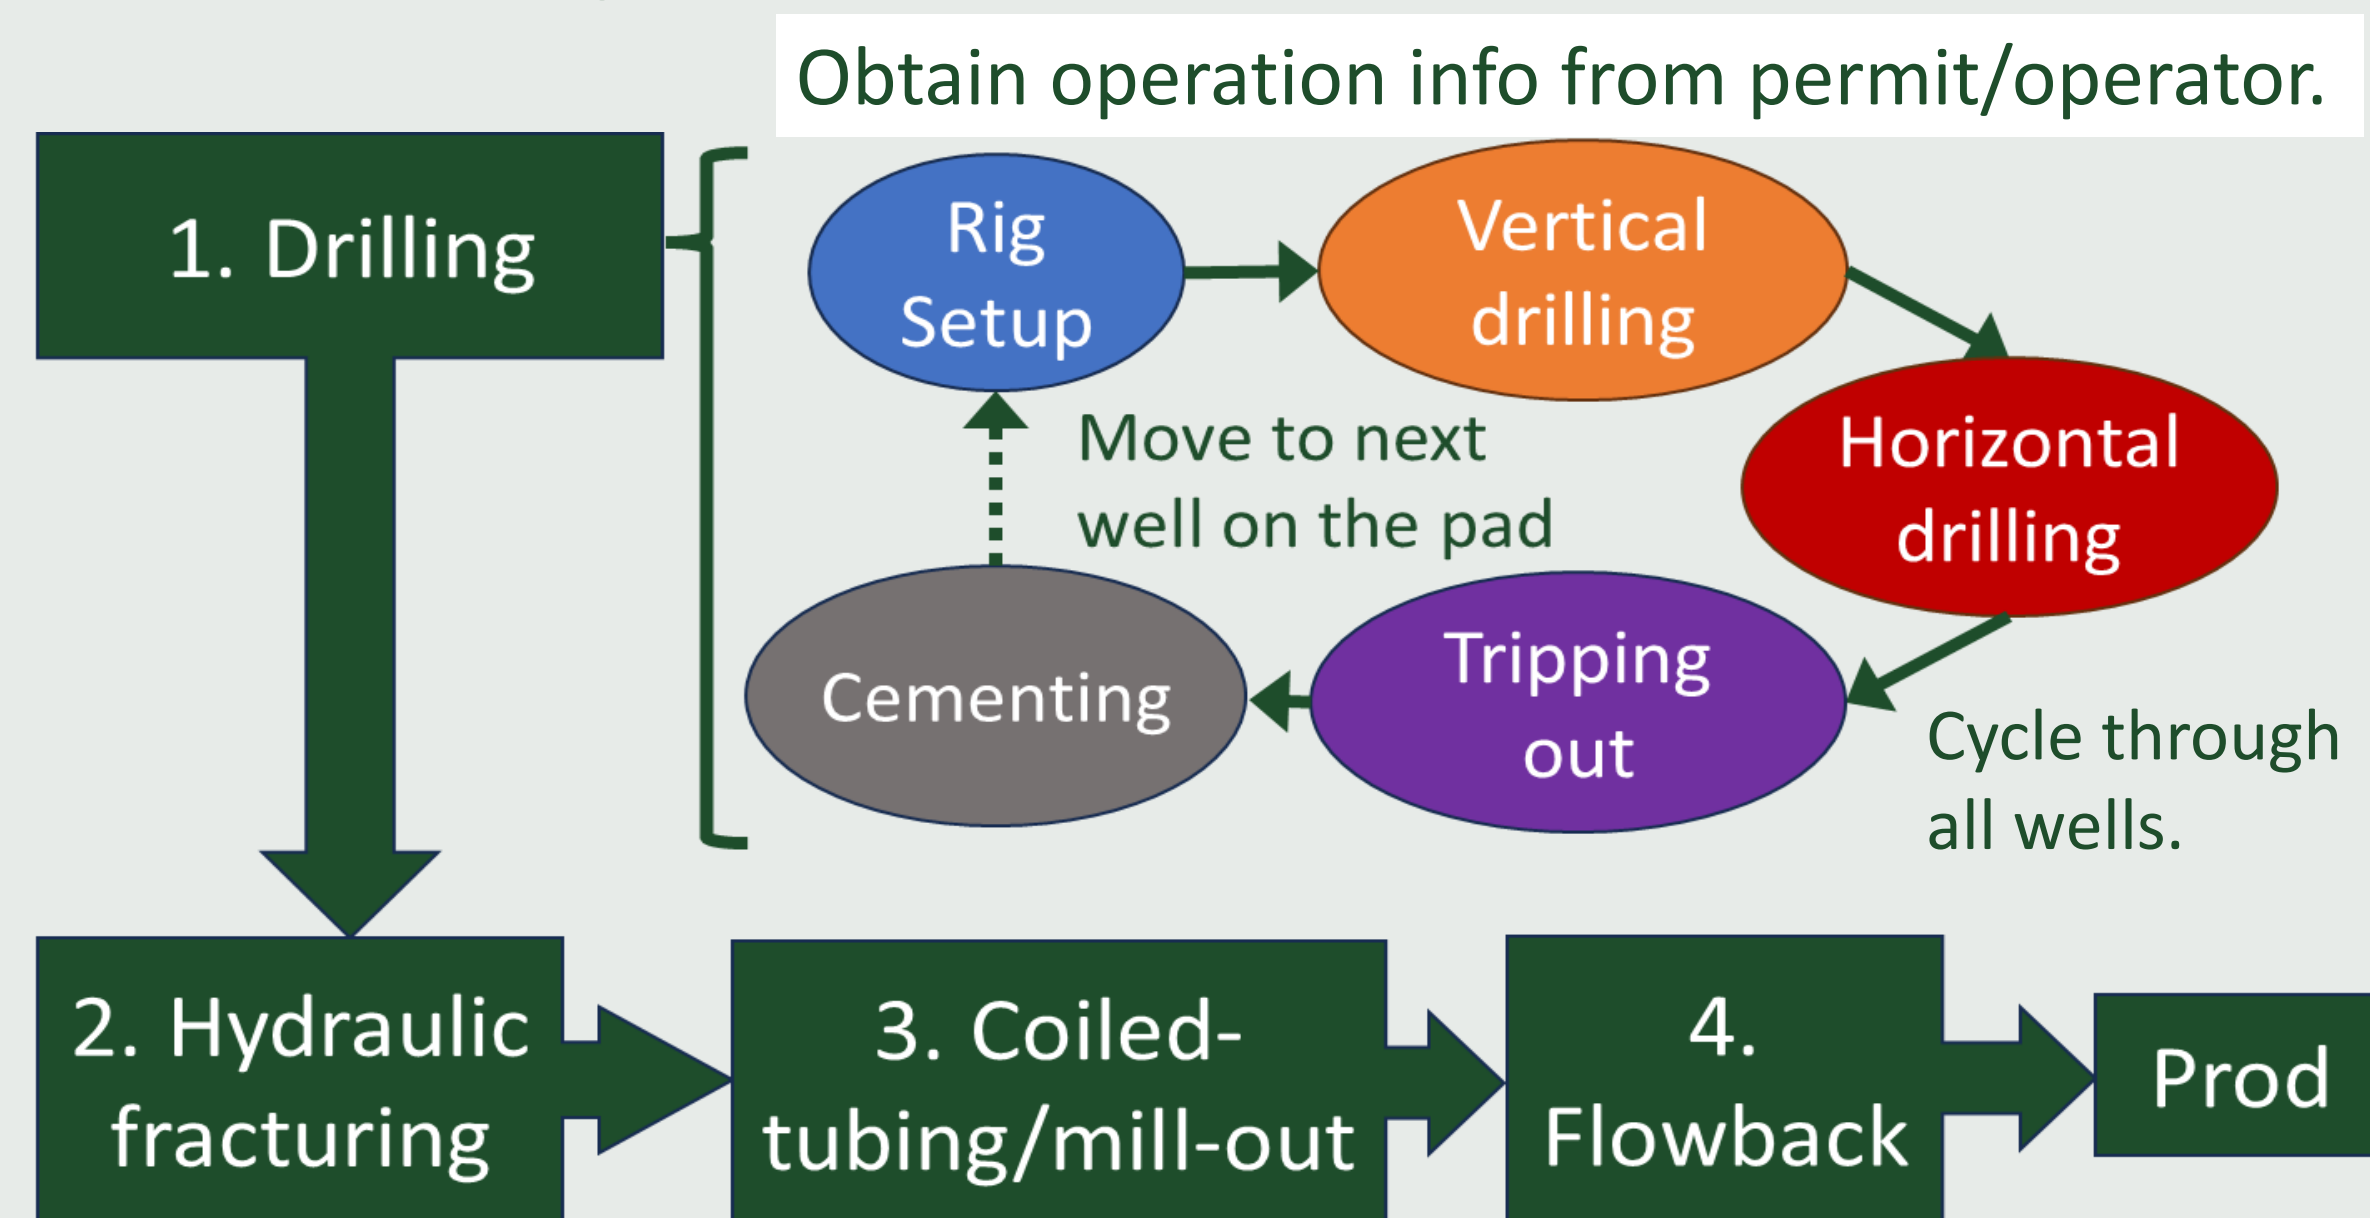 Obtain operation info from permit/operator.
1. Drilling
Rig
Setup
Vertical
drilling
Horizontal
drilling
Tripping
out
Cementing
Move to next
well on the pad
Cycle through
all wells.
2. Hydraulic
fracturing
3. Coiled-
tubing/mill-out
4.
Flowback
Prod